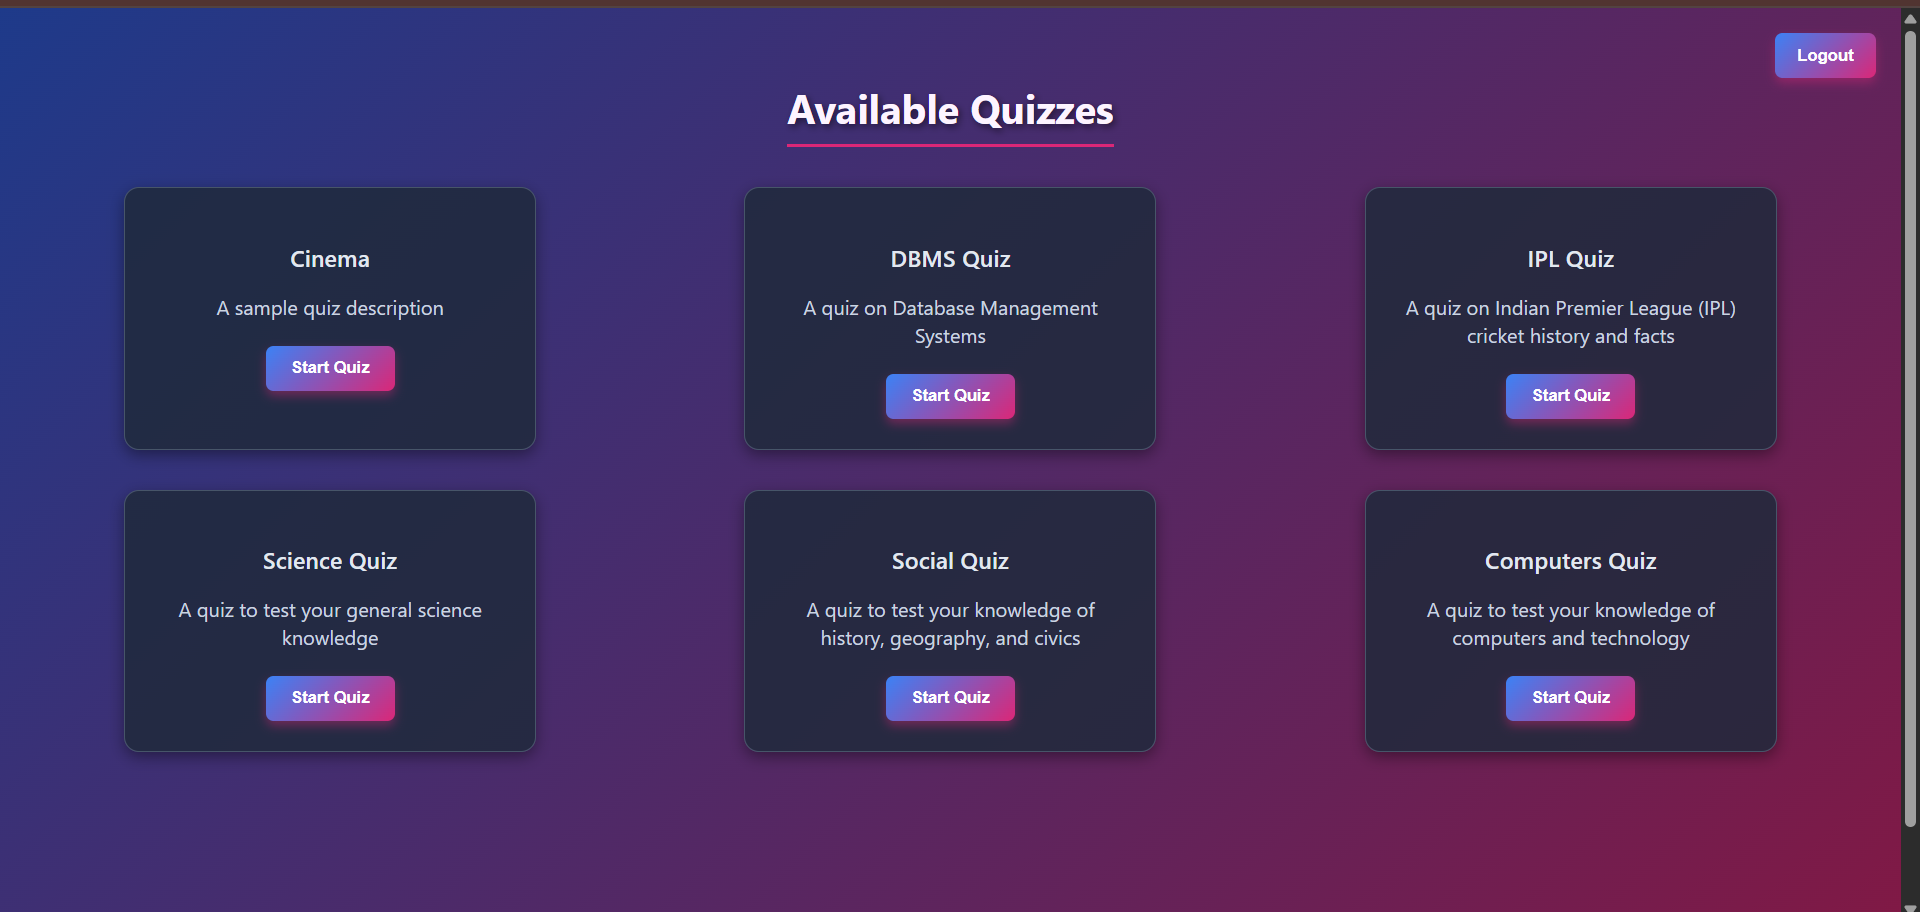 Logout
Available Quizzes
Cinema
A sample quiz description
Start Quiz
DBMS Quiz
A quiz on Database Management
Systems
Start Quiz
IPL Quiz
A quiz on Indian Premier League (IPL)
cricket history and facts
Start Quiz
Science Quiz
A quiz to test your general science
knowledge
Start Quiz
Social Quiz
A quiz to test your knowledge of
history, geography, and civics
Start Quiz
Computers Quiz
A quiz to test your knowledge of
computers and technology
Start Quiz